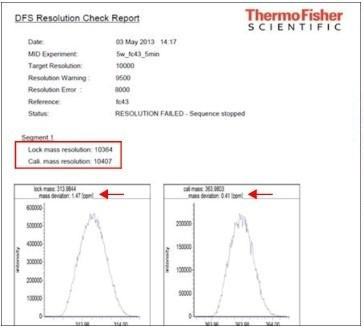 DFS Resolution Check Report
ThermoFisher
SCIENTIFIC
Date: 03 May 2013 14:17
MID Experiment: 5w_fc43_5min
Target Resolution: 10000
Resolution Warning : 9500
Resolution Error : 8000
Reference: fc43
Status: RESOLUTION FAILED - Sequence stopped
Segment 1
Lock mass resolution: 10364
Cali. mass resolution: 10407
lock mass: 313.9844
mass deviation: 1.47 [ppm]
600000
500000
400000
300000
200000
100000
0
intensity
313.98 314.00
cali mass: 363.9803
mass deviation: 0.41 [ppm]
200000
150000
100000
50000
0
intensity
363.96 363.98 364.00